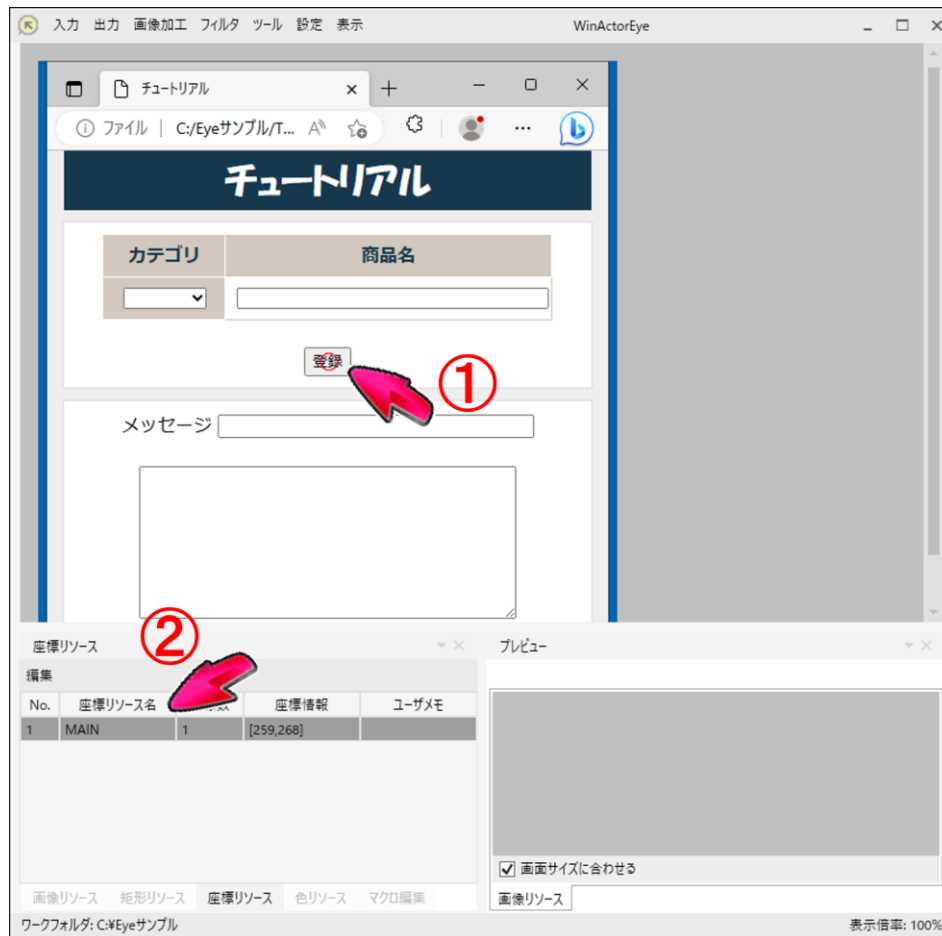 入力 出力 画像加工 フィルタ ツール 設定 表示 WinActorEye
チュートリアル
ファイル C:/Eyeサンプル/T...
チュートリアル
カテゴリ 商品名
登録
①
メッセージ
②
座標リソース
編集
No. 座標リソース名 座標情報 ユーザメモ
1 MAIN 1 [259,268]
画像リソース 矩形リソース 座標リソース 色リソース マクロ編集
プレビュー
画面サイズに合わせる
画像リソース
ワークフォルダ: C:¥Eyeサンプル 表示倍率: 100%